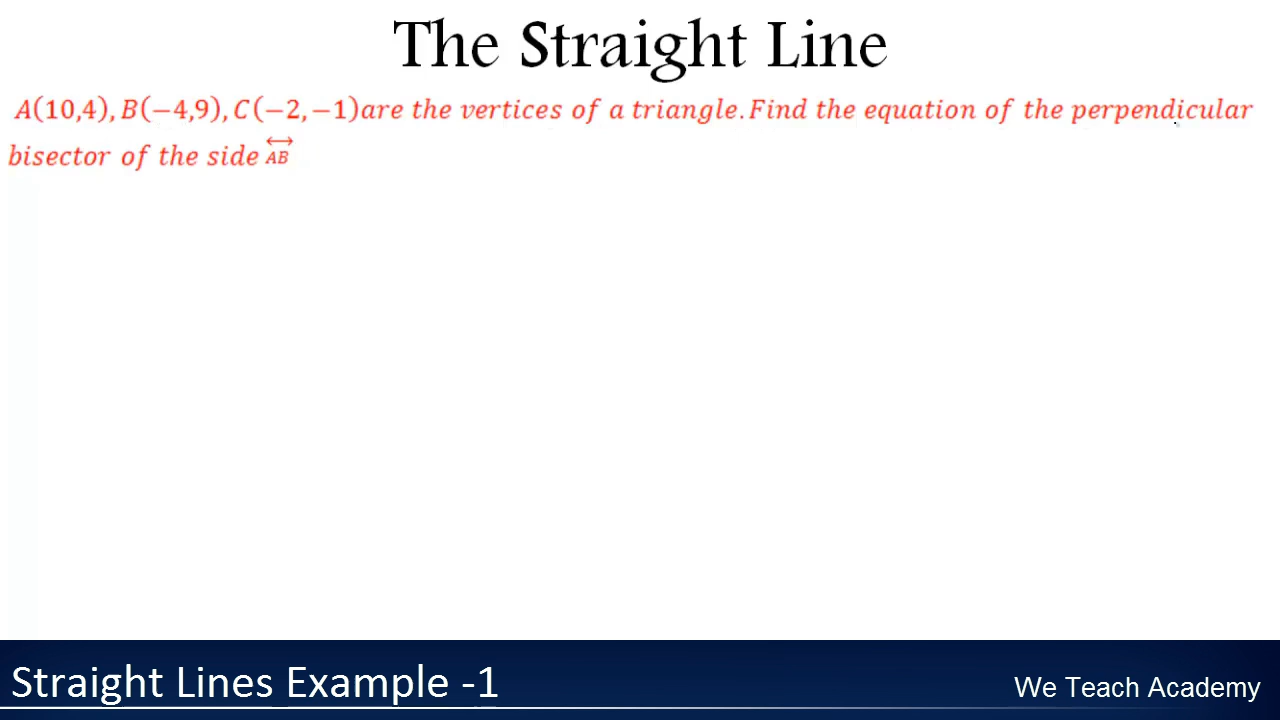 The Straight Line
A(10,4), B(−4,9), C(−2, −1)are the vertices of a triangle. Find the equation of the perpendicular
bisector of the side AB
Straight Lines Example -1
We Teach Academy